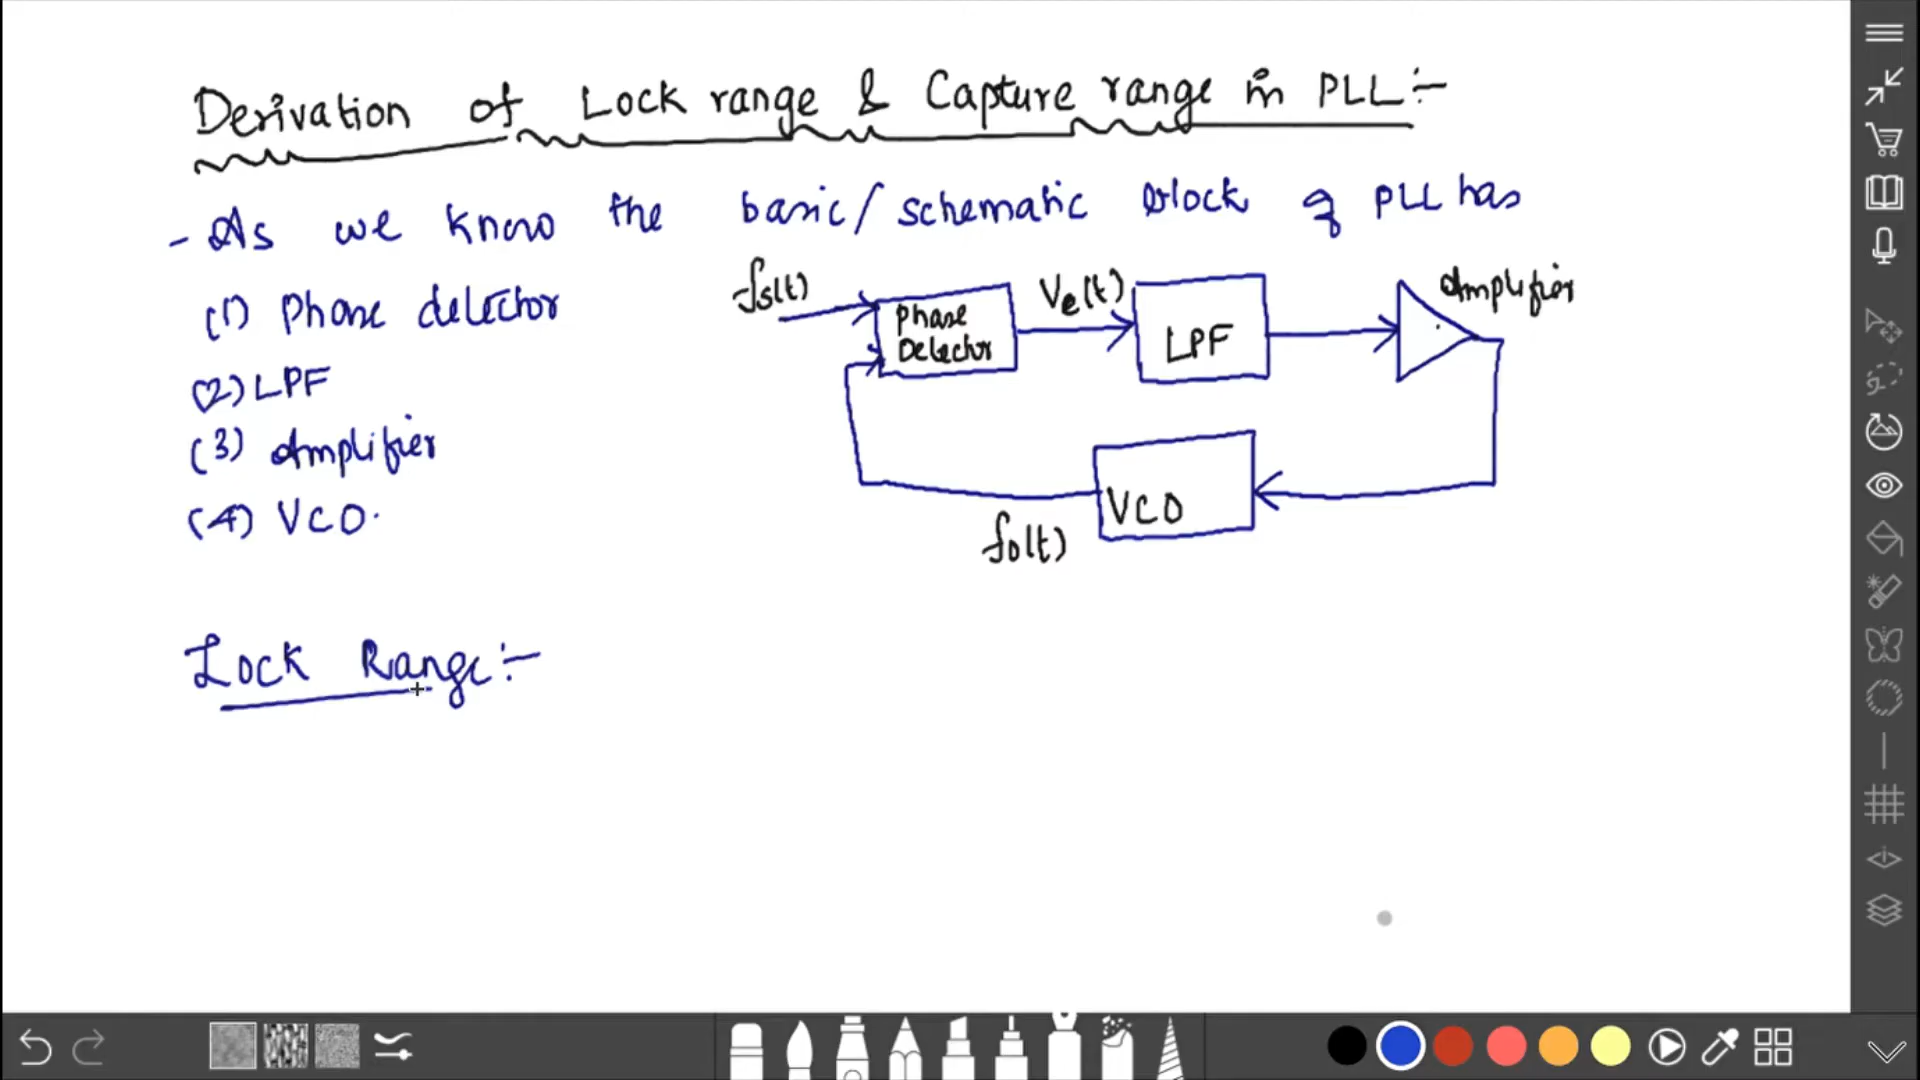 Derivation of Lock range & Capture range in PLL:-
- As we know the basic/schematic block of PLL has
(1) Phase detector
(2) LPF
(3) Amplifier
(4) VCO.
fs(t)
Phase
Detector
Ve(t)
LPF
Amplifier
VCO
fo(t)
Lock Range:-